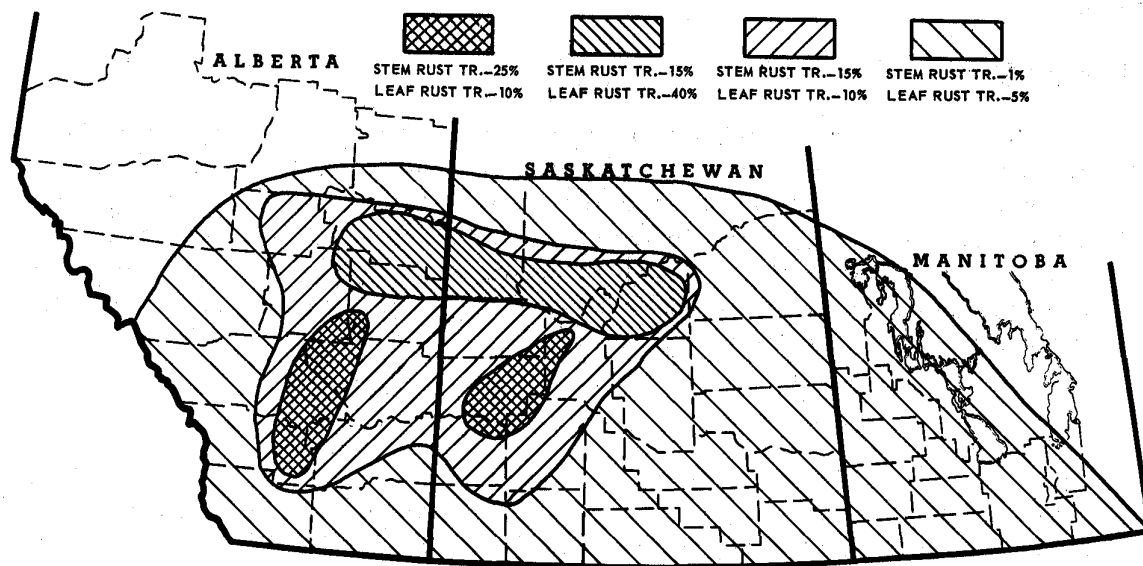 ALBERTA
STEM RUST TR.–25%
LEAF RUST TR.–10%
STEM RUST TR.–15%
LEAF RUST TR.–40%
STEM RUST TR.–15%
LEAF RUST TR.–10%
STEM RUST TR.–1%
LEAF RUST TR.–5%
SASKATCHEWAN
MANITOBA